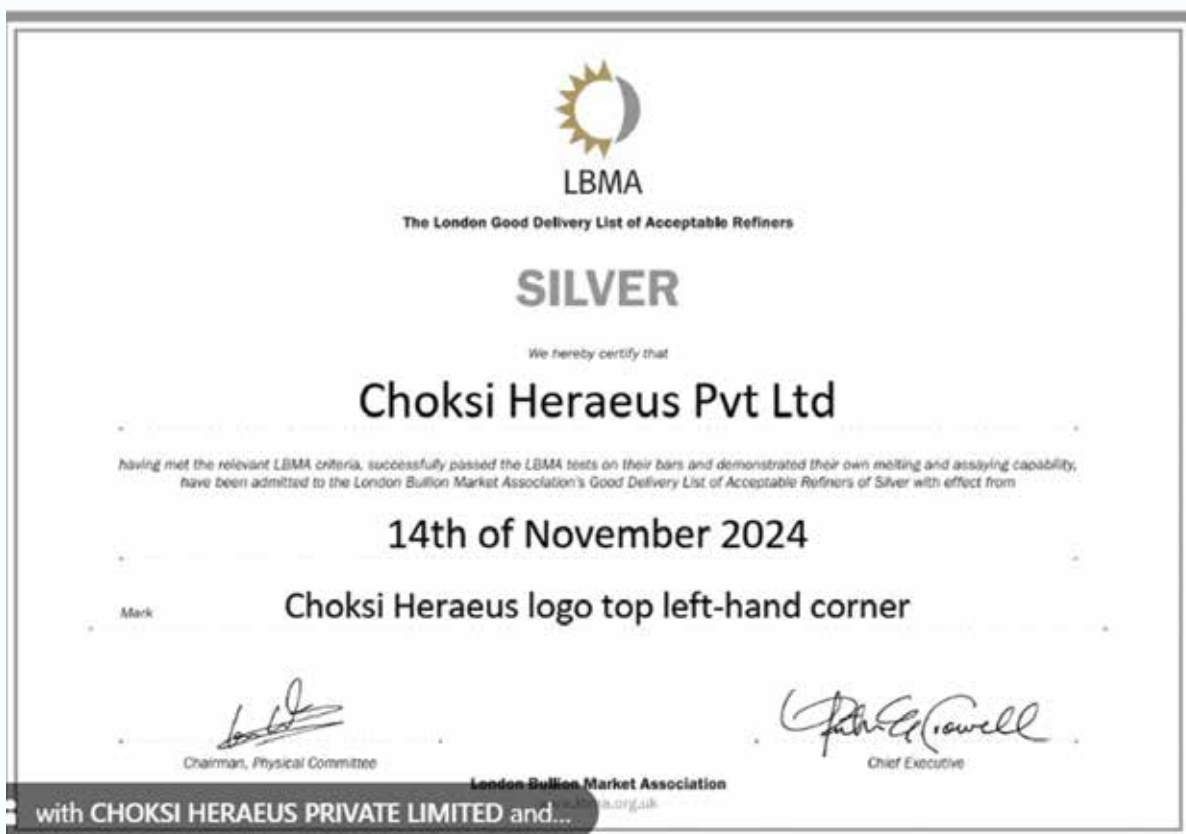 LBMA
The London Good Delivery List of Acceptable Refiners
SILVER
We hereby certify that
Choksi Heraeus Pvt Ltd
having met the relevant LBMA criteria, successfully passed the LBMA tests on their bars and demonstrated their own melting and assaying capability,
have been admitted to the London Bullion Market Association's Good Delivery List of Acceptable Refiners of Silver with effect from
14th of November 2024
Mark Choksi Heraeus logo top left-hand corner
Chairman, Physical Committee
Chief Executive
London Bullion Market Association
with CHOKSI HERAEUS PRIVATE LIMITED and...